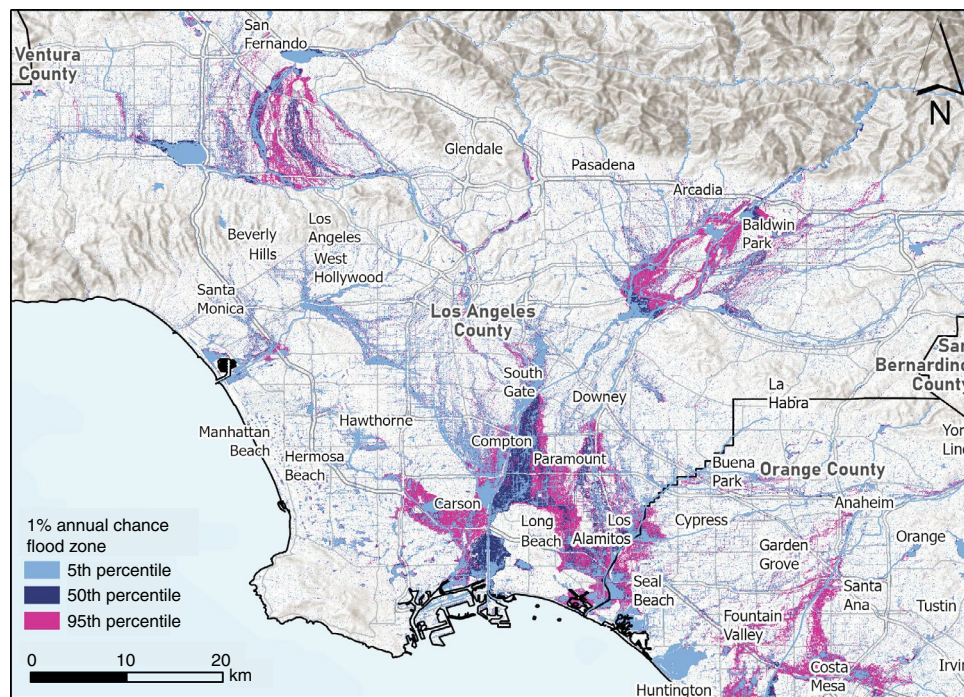 San
Fernando
Ventura
County
N
Glendale
Pasadena
Arcadia
Baldwin
Park
Los
Angeles
Beverly
Hills
West
Hollywood
Santa
Monica
Los Angeles
County
San
Bernardino
County
South
Gate
Downey
La
Habra
Hawthorne
Manhattan
Beach
Compton
Hermosa
Beach
Paramount
Buena
Park
Orange County
Anaheim
Carson
Long
Beach
Los
Alamitos
Cypress
Garden
Grove
Orange
Seal
Beach
Santa
Ana
Tustin
Fountain
Valley
Costa
Mesa
Huntington
1% annual chance
flood zone
5th percentile
50th percentile
95th percentile
0 10 20
km